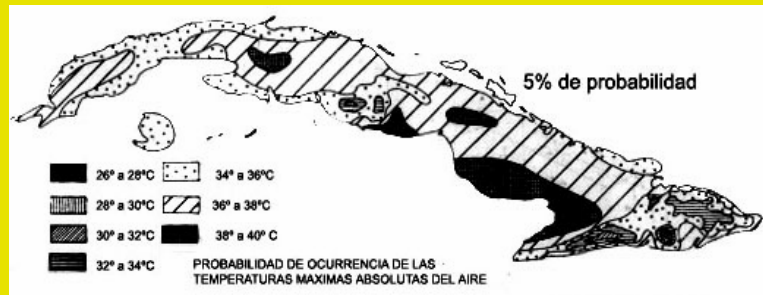 5% de probabilidad
26º a 28ºC
34º a 36ºC
28º a 30ºC
36º a 38ºC
30º a 32ºC
38º a 40º C
32º a 34ºC
PROBABILIDAD DE OCURRENCIA DE LAS
TEMPERATURAS MAXIMAS ABSOLUTAS DEL AIRE